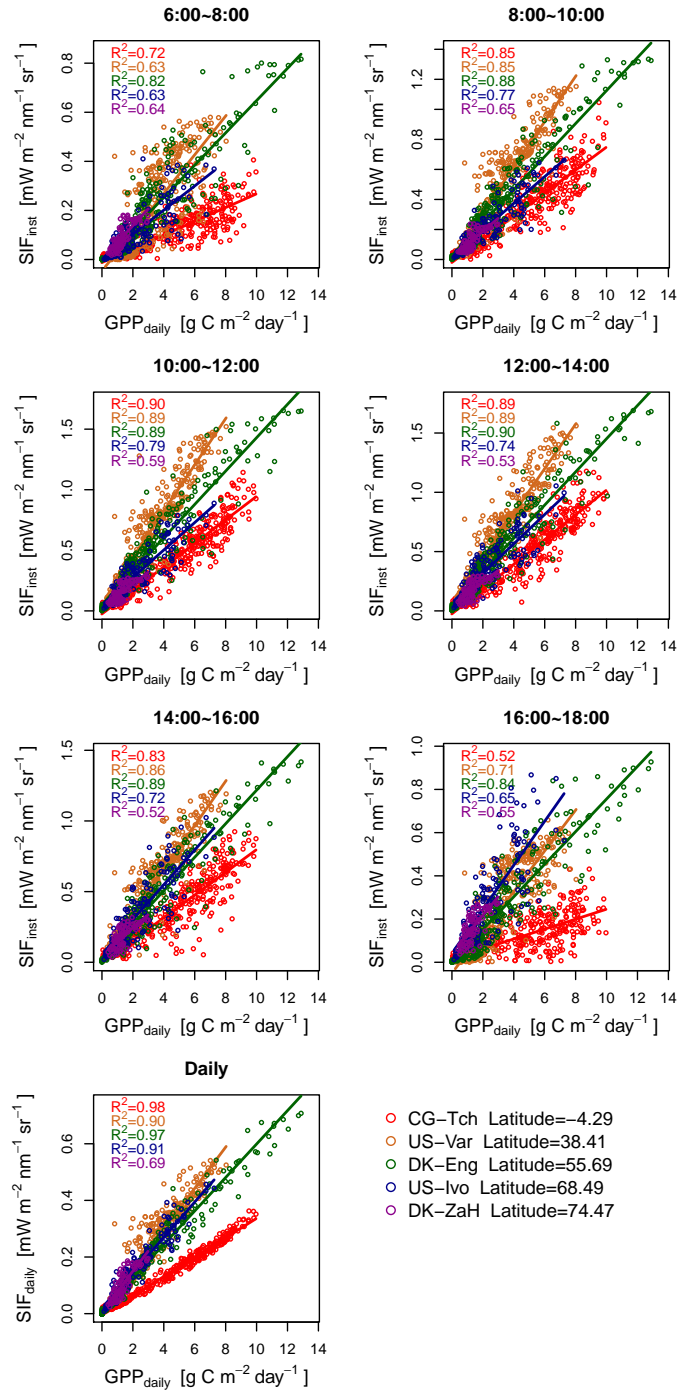 6:00~8:00
R²=0.72
R²=0.63
R²=0.82
R²=0.63
R²=0.64
SIFinst [mW m−2 nm−1 sr−1 ]
0.0 0.2 0.4 0.6 0.8
0 2 4 6 8 10 12 14
GPPdaily [g C m−2 day−1 ]
8:00~10:00
R²=0.85
R²=0.85
R²=0.88
R²=0.77
R²=0.65
SIFinst [mW m−2 nm−1 sr−1 ]
0.0 0.4 0.8 1.2
0 2 4 6 8 10 12 14
GPPdaily [g C m−2 day−1 ]
10:00~12:00
R²=0.90
R²=0.89
R²=0.89
R²=0.79
R²=0.59
SIFinst [mW m−2 nm−1 sr−1 ]
0.0 0.5 1.0 1.5
0 2 4 6 8 10 12 14
GPPdaily [g C m−2 day−1 ]
12:00~14:00
R²=0.89
R²=0.89
R²=0.90
R²=0.74
R²=0.53
SIFinst [mW m−2 nm−1 sr−1 ]
0.0 0.5 1.0 1.5
0 2 4 6 8 10 12 14
GPPdaily [g C m−2 day−1 ]
14:00~16:00
R²=0.83
R²=0.86
R²=0.89
R²=0.72
R²=0.52
SIFinst [mW m−2 nm−1 sr−1 ]
0.0 0.5 1.0 1.5
0 2 4 6 8 10 12 14
GPPdaily [g C m−2 day−1 ]
16:00~18:00
R²=0.52
R²=0.71
R²=0.84
R²=0.65
R²=0.65
SIFinst [mW m−2 nm−1 sr−1 ]
0.0 0.2 0.4 0.6 0.8 1.0
0 2 4 6 8 10 12 14
GPPdaily [g C m−2 day−1 ]
Daily
R²=0.98
R²=0.90
R²=0.97
R²=0.91
R²=0.69
SIFdaily [mW m−2 nm−1 sr−1 ]
0.0 0.2 0.4 0.6
0 2 4 6 8 10 12 14
GPPdaily [g C m−2 day−1 ]
CG−Tch Latitude=−4.29
US−Var Latitude=38.41
DK−Eng Latitude=55.69
US−Ivo Latitude=68.49
DK−ZaH Latitude=74.47